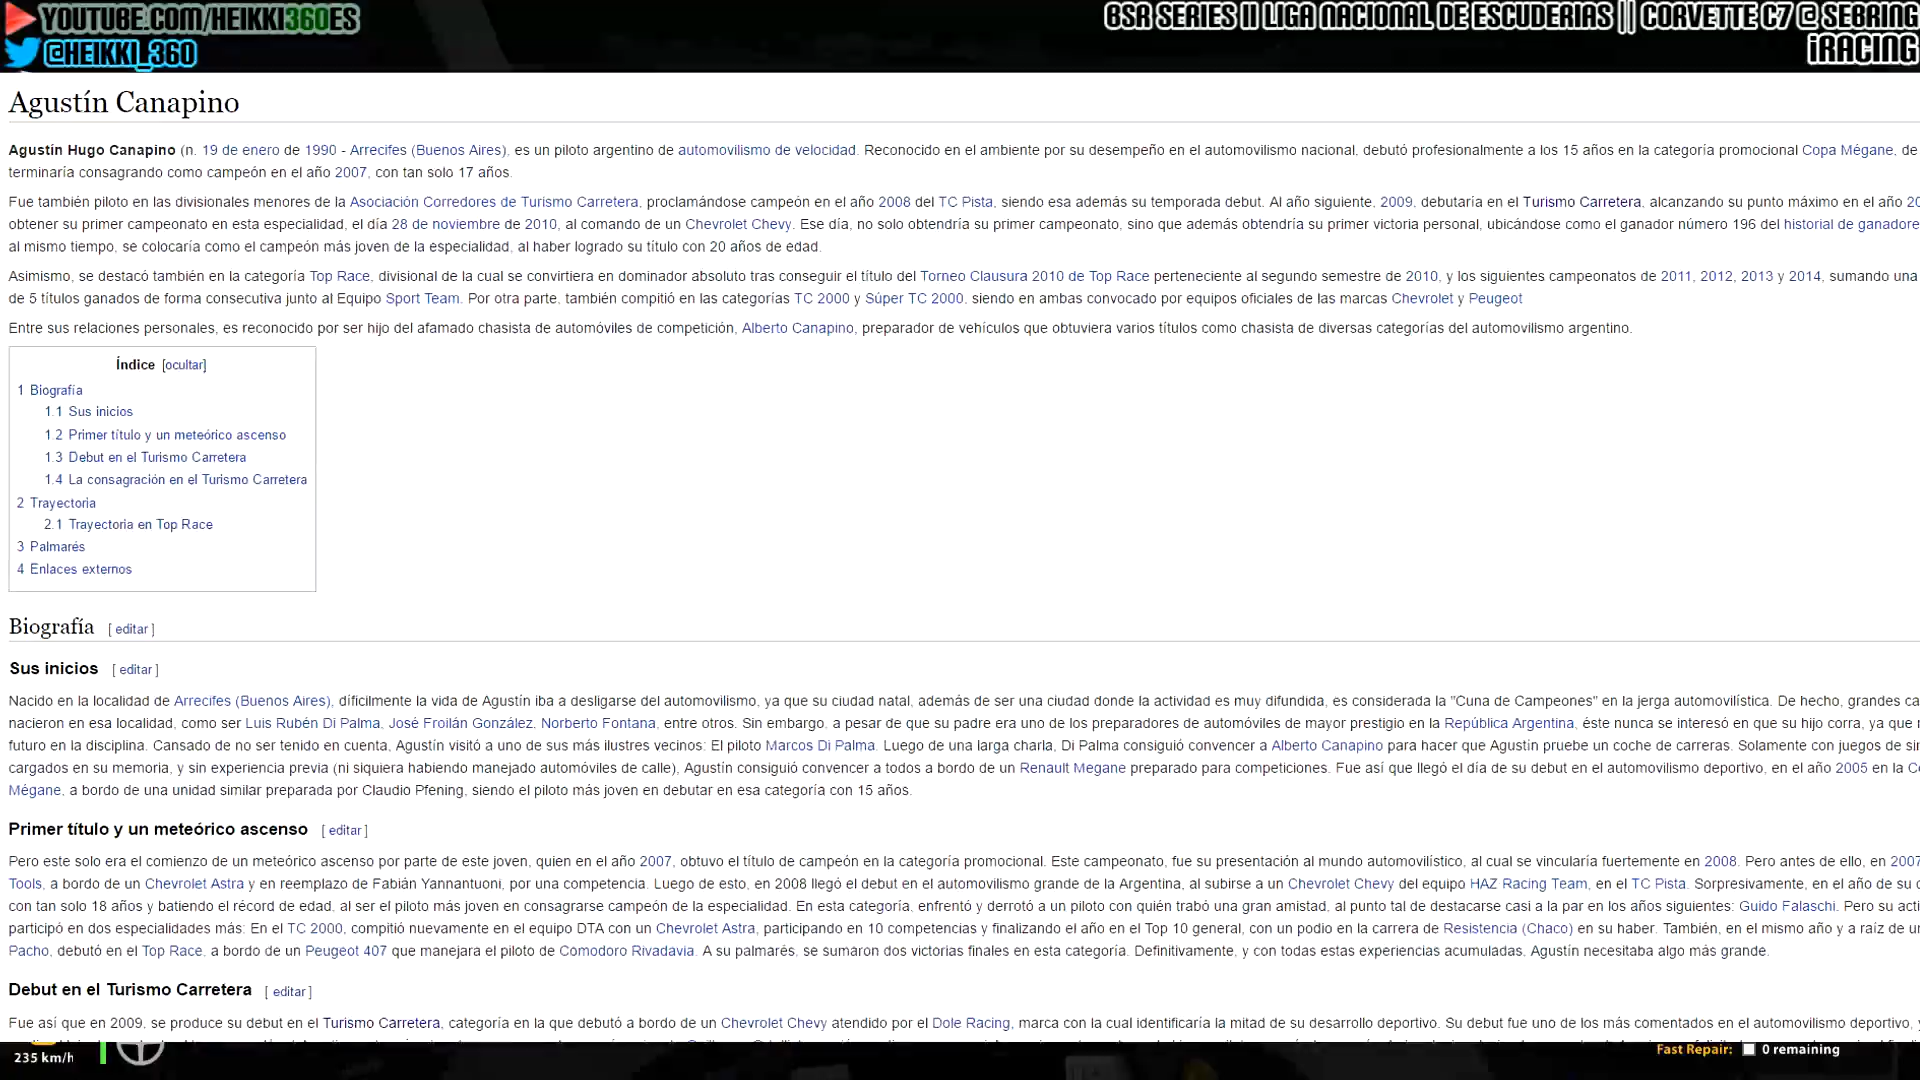 YOUTUBE.COM/HEIKKI360ES
BSR SERIES II LIGA NACIONAL DE ESCUDERIAS || CORVETTE C7 @ SEBRING
@HEIKKI_360
iRACING
Agustín Canapino
Agustín Hugo Canapino (n. 19 de enero de 1990 - Arrecifes (Buenos Aires), es un piloto argentino de automovilismo de velocidad. Reconocido en el ambiente por su desempeño en el automovilismo nacional, debutó profesionalmente a los 15 años en la categoría promocional Copa Mégane, de
terminaría consagrando como campeón en el año 2007, con tan solo 17 años.
Fue también piloto en las divisionales menores de la Asociación Corredores de Turismo Carretera, proclamándose campeón en el año 2008 del TC Pista, siendo esa además su temporada debut. Al año siguiente, 2009, debutaría en el Turismo Carretera, alcanzando su punto máximo en el año
obtener su primer campeonato en esta especialidad, el día 28 de noviembre de 2010, al comando de un Chevrolet Chevy. Ese día, no solo obtendría su primer campeonato, sino que además obtendría su primer victoria personal, ubicándose como el ganador número 196 del historial de ganadore
al mismo tiempo, se colocaría como el campeón más joven de la especialidad, al haber logrado su título con 20 años de edad.
Asimismo, se destacó también en la categoría Top Race, divisional de la cual se convirtiera en dominador absoluto tras conseguir el título del Torneo Clausura 2010 de Top Race perteneciente al segundo semestre de 2010, y los siguientes campeonatos de 2011, 2012, 2013 y 2014, sumando una
de 5 títulos ganados de forma consecutiva junto al Equipo Sport Team. Por otra parte, también compitió en las categorías TC 2000 y Súper TC 2000, siendo en ambas convocado por equipos oficiales de las marcas Chevrolet y Peugeot
Entre sus relaciones personales, es reconocido por ser hijo del afamado chasista de automóviles de competición, Alberto Canapino, preparador de vehículos que obtuviera varios títulos como chasista de diversas categorías del automovilismo argentino.
Índice [ocultar]
1 Biografía
1.1 Sus inicios
1.2 Primer título y un meteórico ascenso
1.3 Debut en el Turismo Carretera
1.4 La consagración en el Turismo Carretera
2 Trayectoria
2.1 Trayectoria en Top Race
3 Palmarés
4 Enlaces externos
Biografía [ editar ]
Sus inicios [ editar ]
Nacido en la localidad de Arrecifes (Buenos Aires), díficilmente la vida de Agustín iba a desligarse del automovilismo, ya que su ciudad natal, además de ser una ciudad donde la actividad es muy difundida, es considerada la "Cuna de Campeones" en la jerga automovilística. De hecho, grandes ca
nacieron en esa localidad, como ser Luis Rubén Di Palma, José Froilán González, Norberto Fontana, entre otros. Sin embargo, a pesar de que su padre era uno de los preparadores de automóviles de mayor prestigio en la República Argentina, éste nunca se interesó en que su hijo corra, ya que
futuro en la disciplina. Cansado de no ser tenido en cuenta, Agustín visitó a uno de sus más ilustres vecinos: El piloto Marcos Di Palma. Luego de una larga charla, Di Palma consiguió convencer a Alberto Canapino para hacer que Agustín pruebe un coche de carreras. Solamente con juegos de
cargados en su memoria, y sin experiencia previa (ni siquiera habiendo manejado automóviles de calle), Agustín consiguió convencer a todos a bordo de un Renault Megane preparado para competiciones. Fue así que llegó el día de su debut en el automovilismo deportivo, en el año 2005 en la
Mégane, a bordo de una unidad similar preparada por Claudio Pfening, siendo el piloto más joven en debutar en esa categoría con 15 años.
Primer título y un meteórico ascenso [ editar ]
Pero este solo era el comienzo de un meteórico ascenso por parte de este joven, quien en el año 2007, obtuvo el título de campeón en la categoría promocional. Este campeonato, fue su presentación al mundo automovilístico, al cual se vincularía fuertemente en 2008. Pero antes de ello, en 2007
Tools, a bordo de un Chevrolet Astra y en reemplazo de Fabián Yannantuoni, por una competencia. Luego de esto, en 2008 llegó el debut en el automovilismo grande de la Argentina, al subirse a un Chevrolet Chevy del equipo HAZ Racing Team, en el TC Pista. Sorpresivamente, en el año de su
con tan solo 18 años y batiendo el récord de edad, al ser el piloto más joven en consagrarse campeón de la especialidad. En esta categoría, enfrentó y derrotó a un piloto con quién trabó una gran amistad, al punto tal de destacarse casi a la par en los años siguientes: Guido Falaschi. Pero su acti
participó en dos especialidades más: En el TC 2000, compitió nuevamente en el equipo DTA con un Chevrolet Astra, participando en 10 competencias y finalizando el año en el Top 10 general, con un podio en la carrera de Resistencia (Chaco) en su haber. También, en el mismo año y a raíz de
Pacho, debutó en el Top Race, a bordo de un Peugeot 407 que manejara el piloto de Comodoro Rivadavia. A su palmarés, se sumaron dos victorias finales en esta categoría. Definitivamente, y con todas estas experiencias acumuladas, Agustín necesitaba algo más grande.
Debut en el Turismo Carretera [ editar ]
Fue así que en 2009, se produce su debut en el Turismo Carretera, categoría en la que debutó a bordo de un Chevrolet Chevy atendido por el Dole Racing, marca con la cual identificaría la mitad de su desarrollo deportivo. Su debut fue uno de los más comentados en el automovilismo deportivo,
235 km/h
Fast Repair: 0 remaining